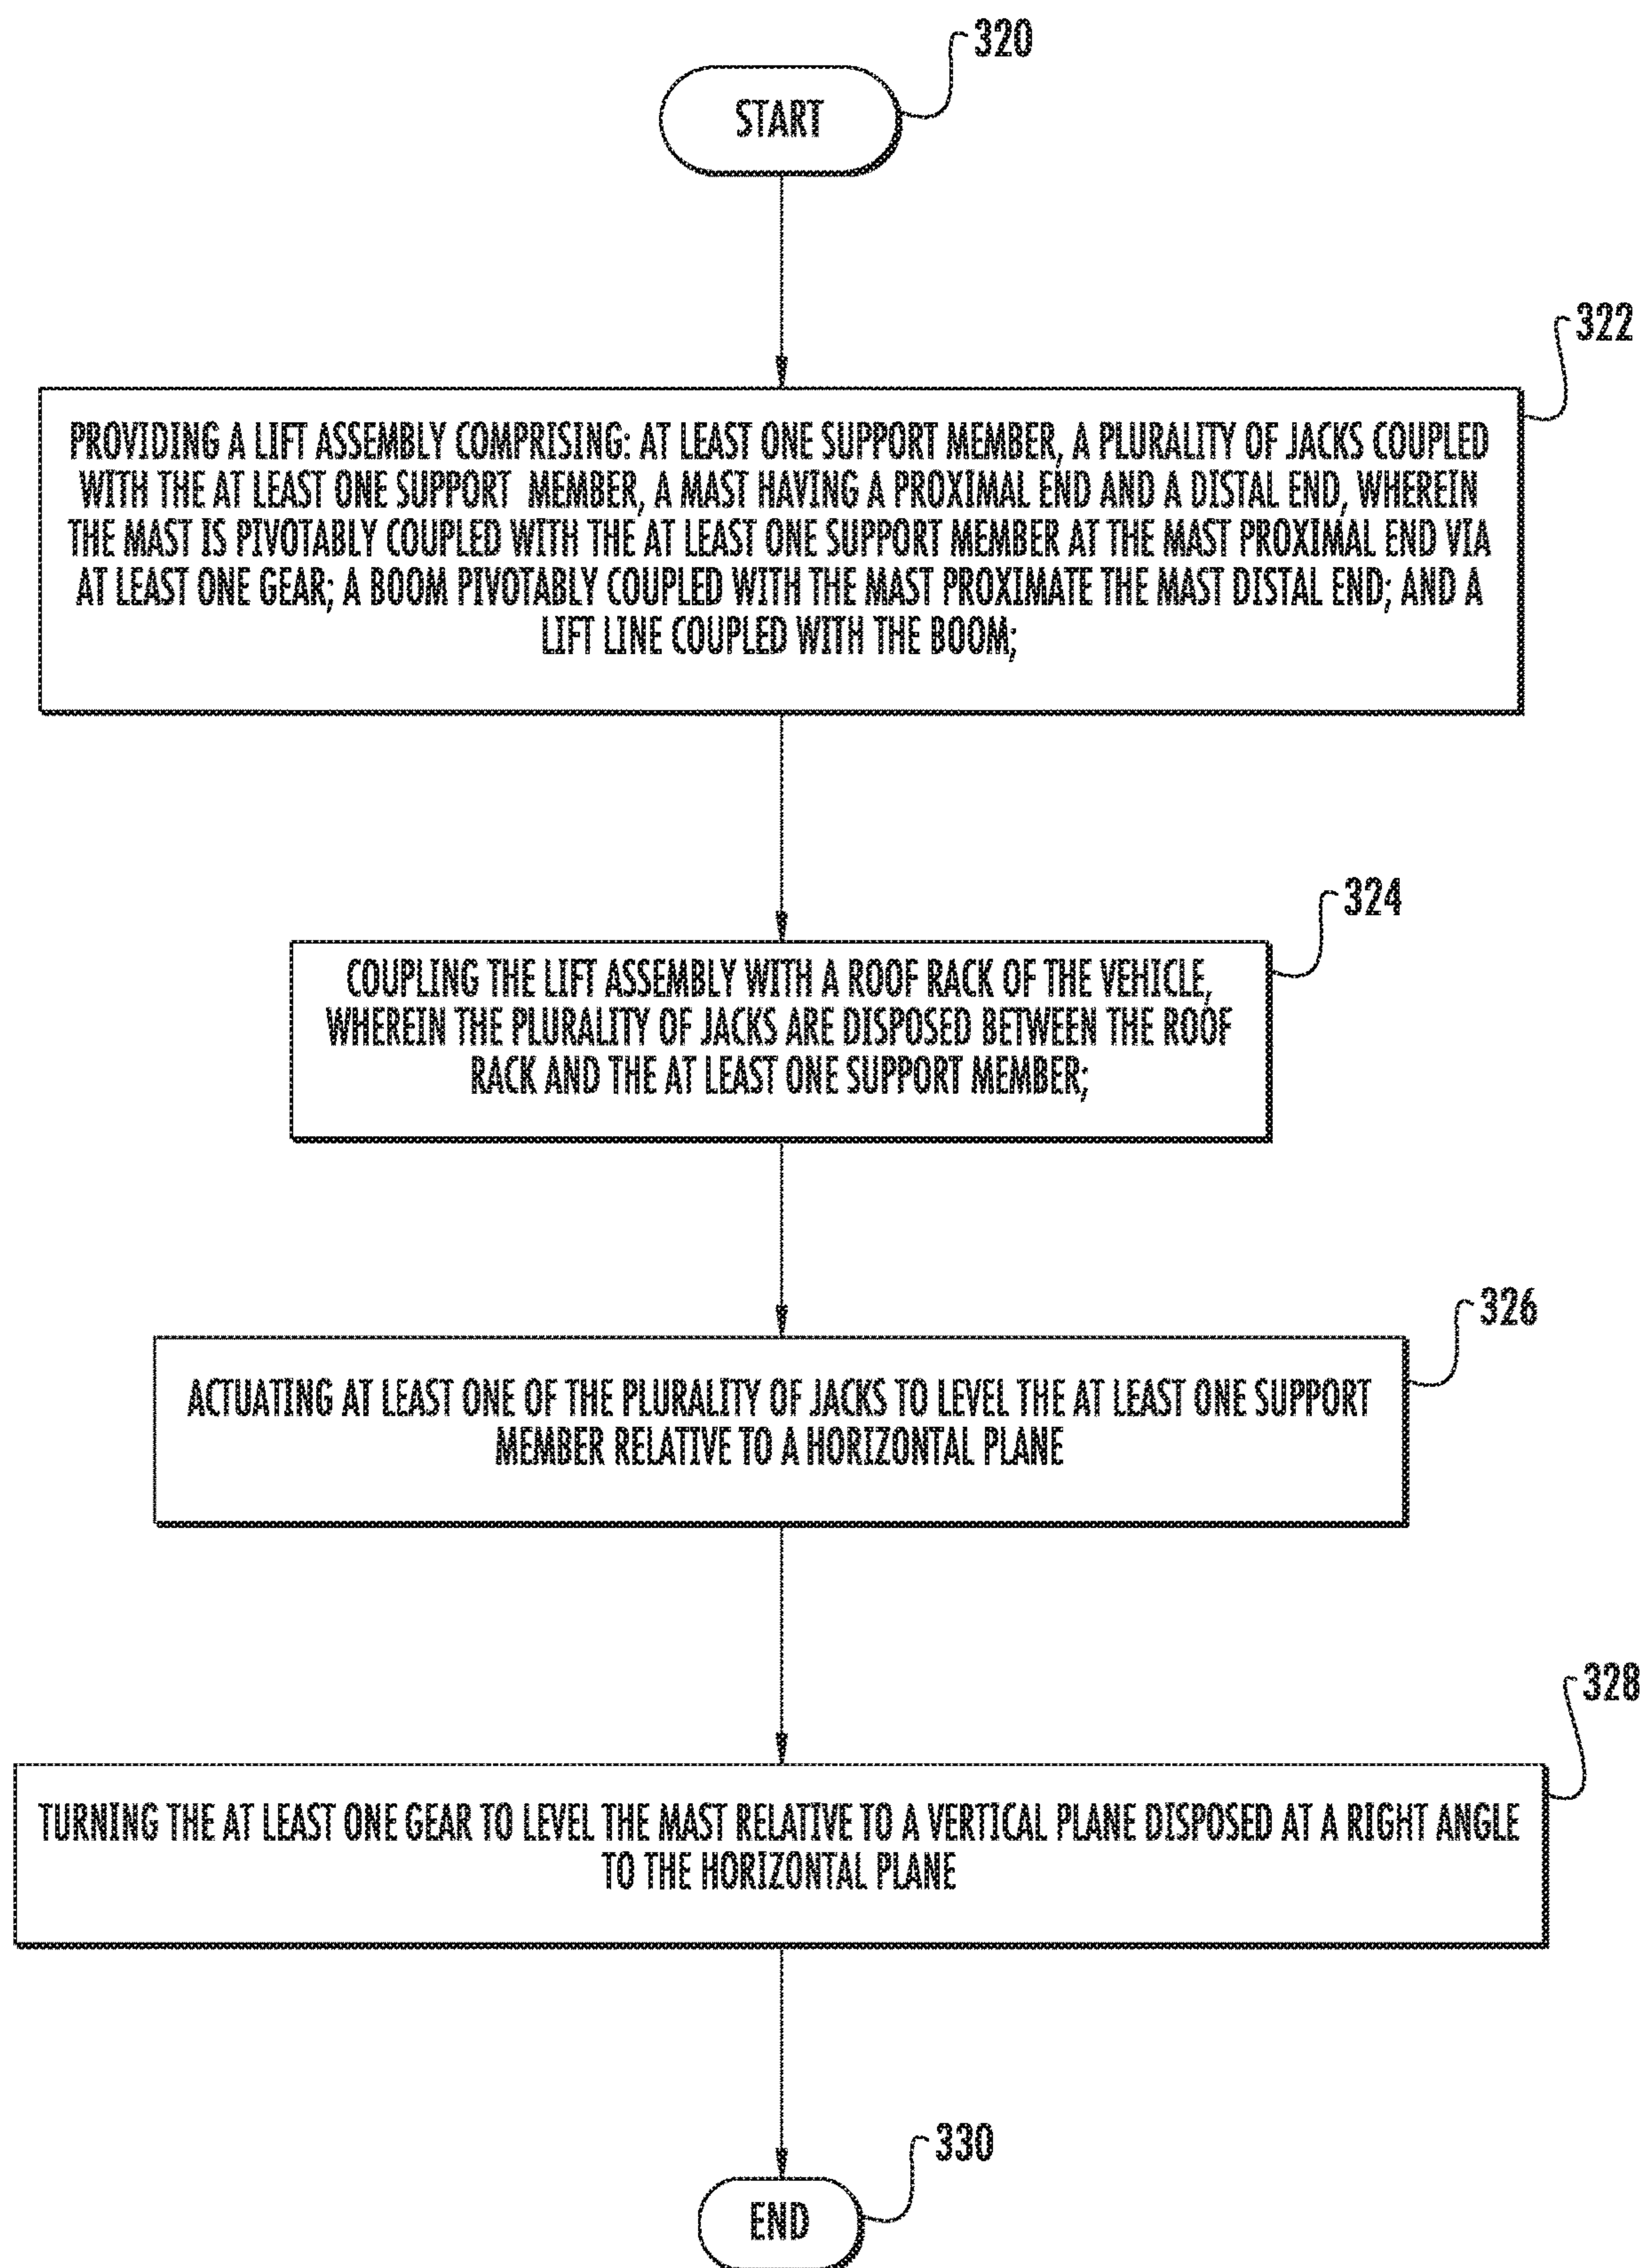 320
START
322
PROVIDING A LIFT ASSEMBLY COMPRISING: AT LEAST ONE SUPPORT MEMBER, A PLURALITY OF JACKS COUPLED
WITH THE AT LEAST ONE SUPPORT MEMBER, A MAST HAVING A PROXIMAL END AND A DISTAL END, WHEREIN
THE MAST IS PIVOTABLY COUPLED WITH THE AT LEAST ONE SUPPORT MEMBER AT THE MAST PROXIMAL END VIA
AT LEAST ONE GEAR; A BOOM PIVOTABLY COUPLED WITH THE MAST PROXIMATE THE MAST DISTAL END; AND A
LIFT LINE COUPLED WITH THE BOOM;
324
COUPLING THE LIFT ASSEMBLY WITH A ROOF RACK OF THE VEHICLE,
WHEREIN THE PLURALITY OF JACKS ARE DISPOSED BETWEEN THE ROOF
RACK AND THE AT LEAST ONE SUPPORT MEMBER;
326
ACTUATING AT LEAST ONE OF THE PLURALITY OF JACKS TO LEVEL THE AT LEAST ONE SUPPORT
MEMBER RELATIVE TO A HORIZONTAL PLANE
328
TURNING THE AT LEAST ONE GEAR TO LEVEL THE MAST RELATIVE TO A VERTICAL PLANE DISPOSED AT A RIGHT ANGLE
TO THE HORIZONTAL PLANE
330
END